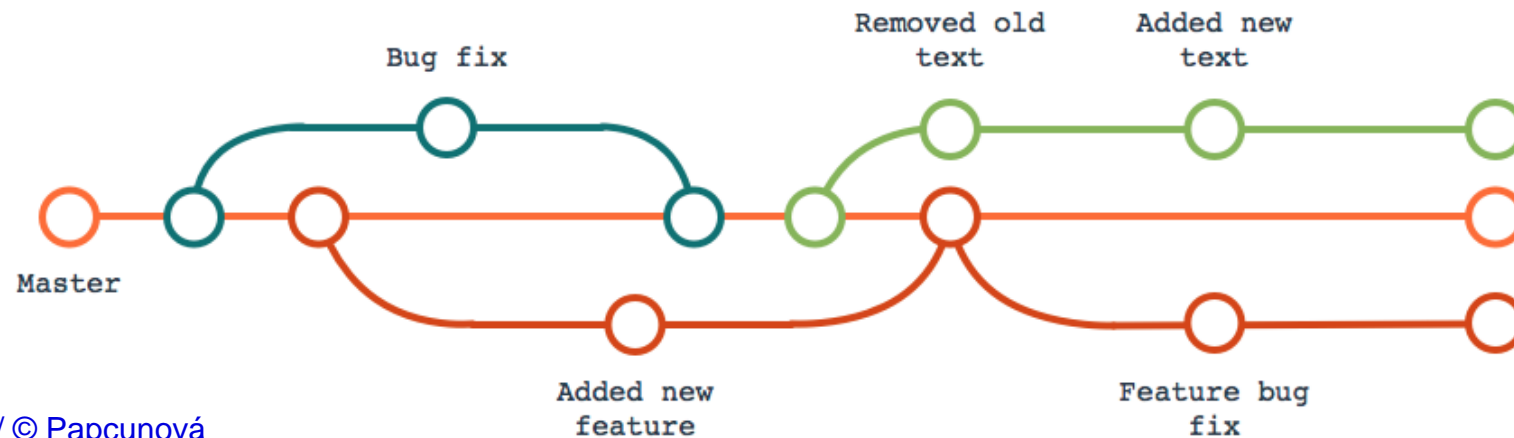 Removed old
text
Added new
text
Bug fix
Master
Added new
feature
Feature bug
fix
/ © Papcunová